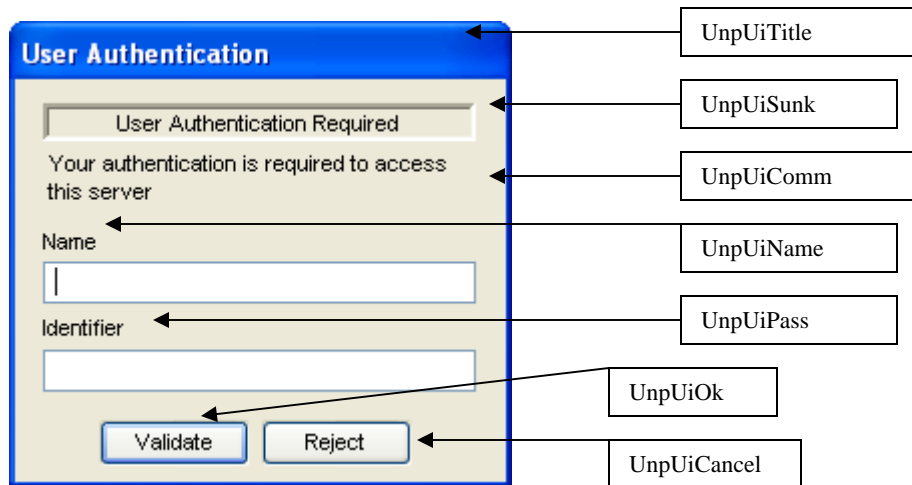 User Authentication
User Authentication Required
Your authentication is required to access
this server
Name
Identifier
Validate
Reject
UnpUiTitle
UnpUiSunk
UnpUiComm
UnpUiName
UnpUiPass
UnpUiOk
UnpUiCancel